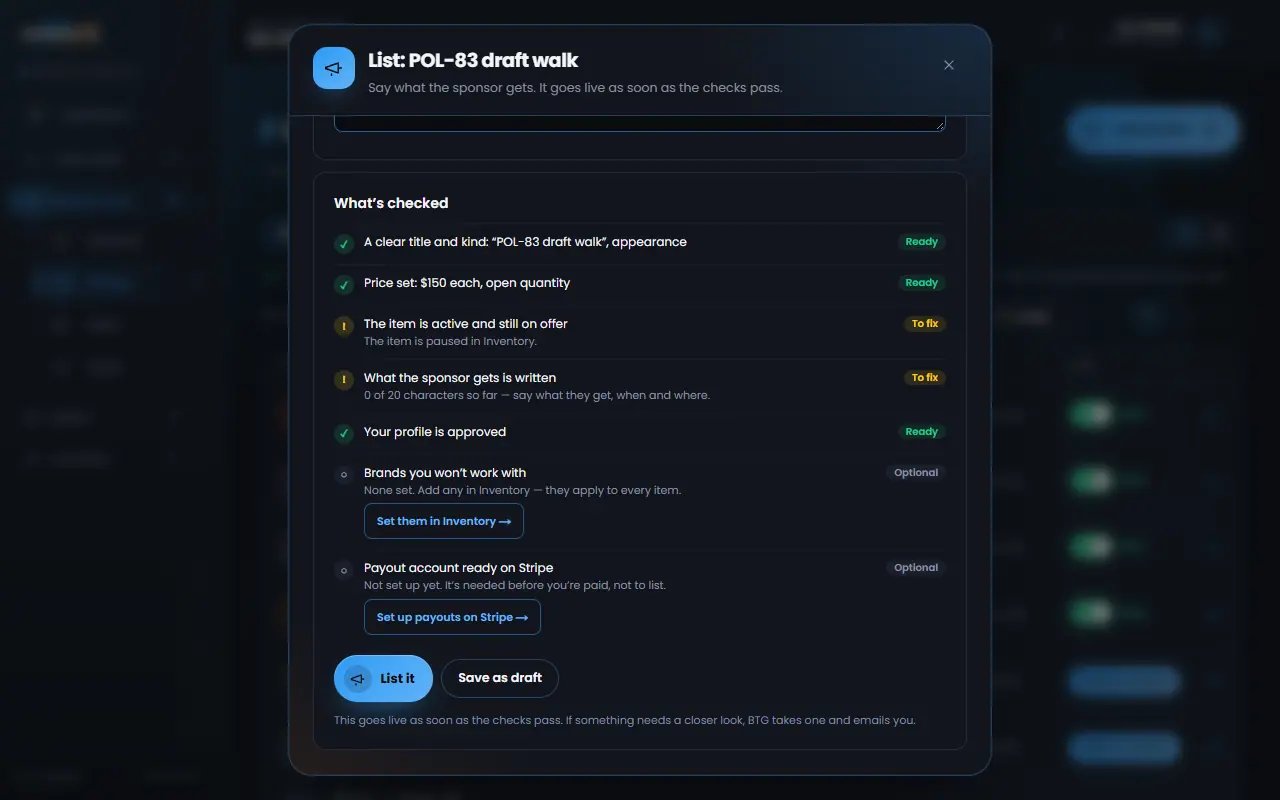 List: POL-83 draft walk
Say what the sponsor gets. It goes live as soon as the checks pass.
What’s checked
A clear title and kind: “POL-83 draft walk”, appearance
Ready
Price set: $150 each, open quantity
Ready
The item is active and still on offer
To fix
The item is paused in Inventory.
What the sponsor gets is written
To fix
0 of 20 characters so far — say what they get, when and where.
Your profile is approved
Ready
Brands you won’t work with
Optional
None set. Add any in Inventory — they apply to every item.
Set them in Inventory →
Payout account ready on Stripe
Optional
Not set up yet. It’s needed before you’re paid, not to list.
Set up payouts on Stripe →
List it
Save as draft
This goes live as soon as the checks pass. If something needs a closer look, BTG takes one and emails you.